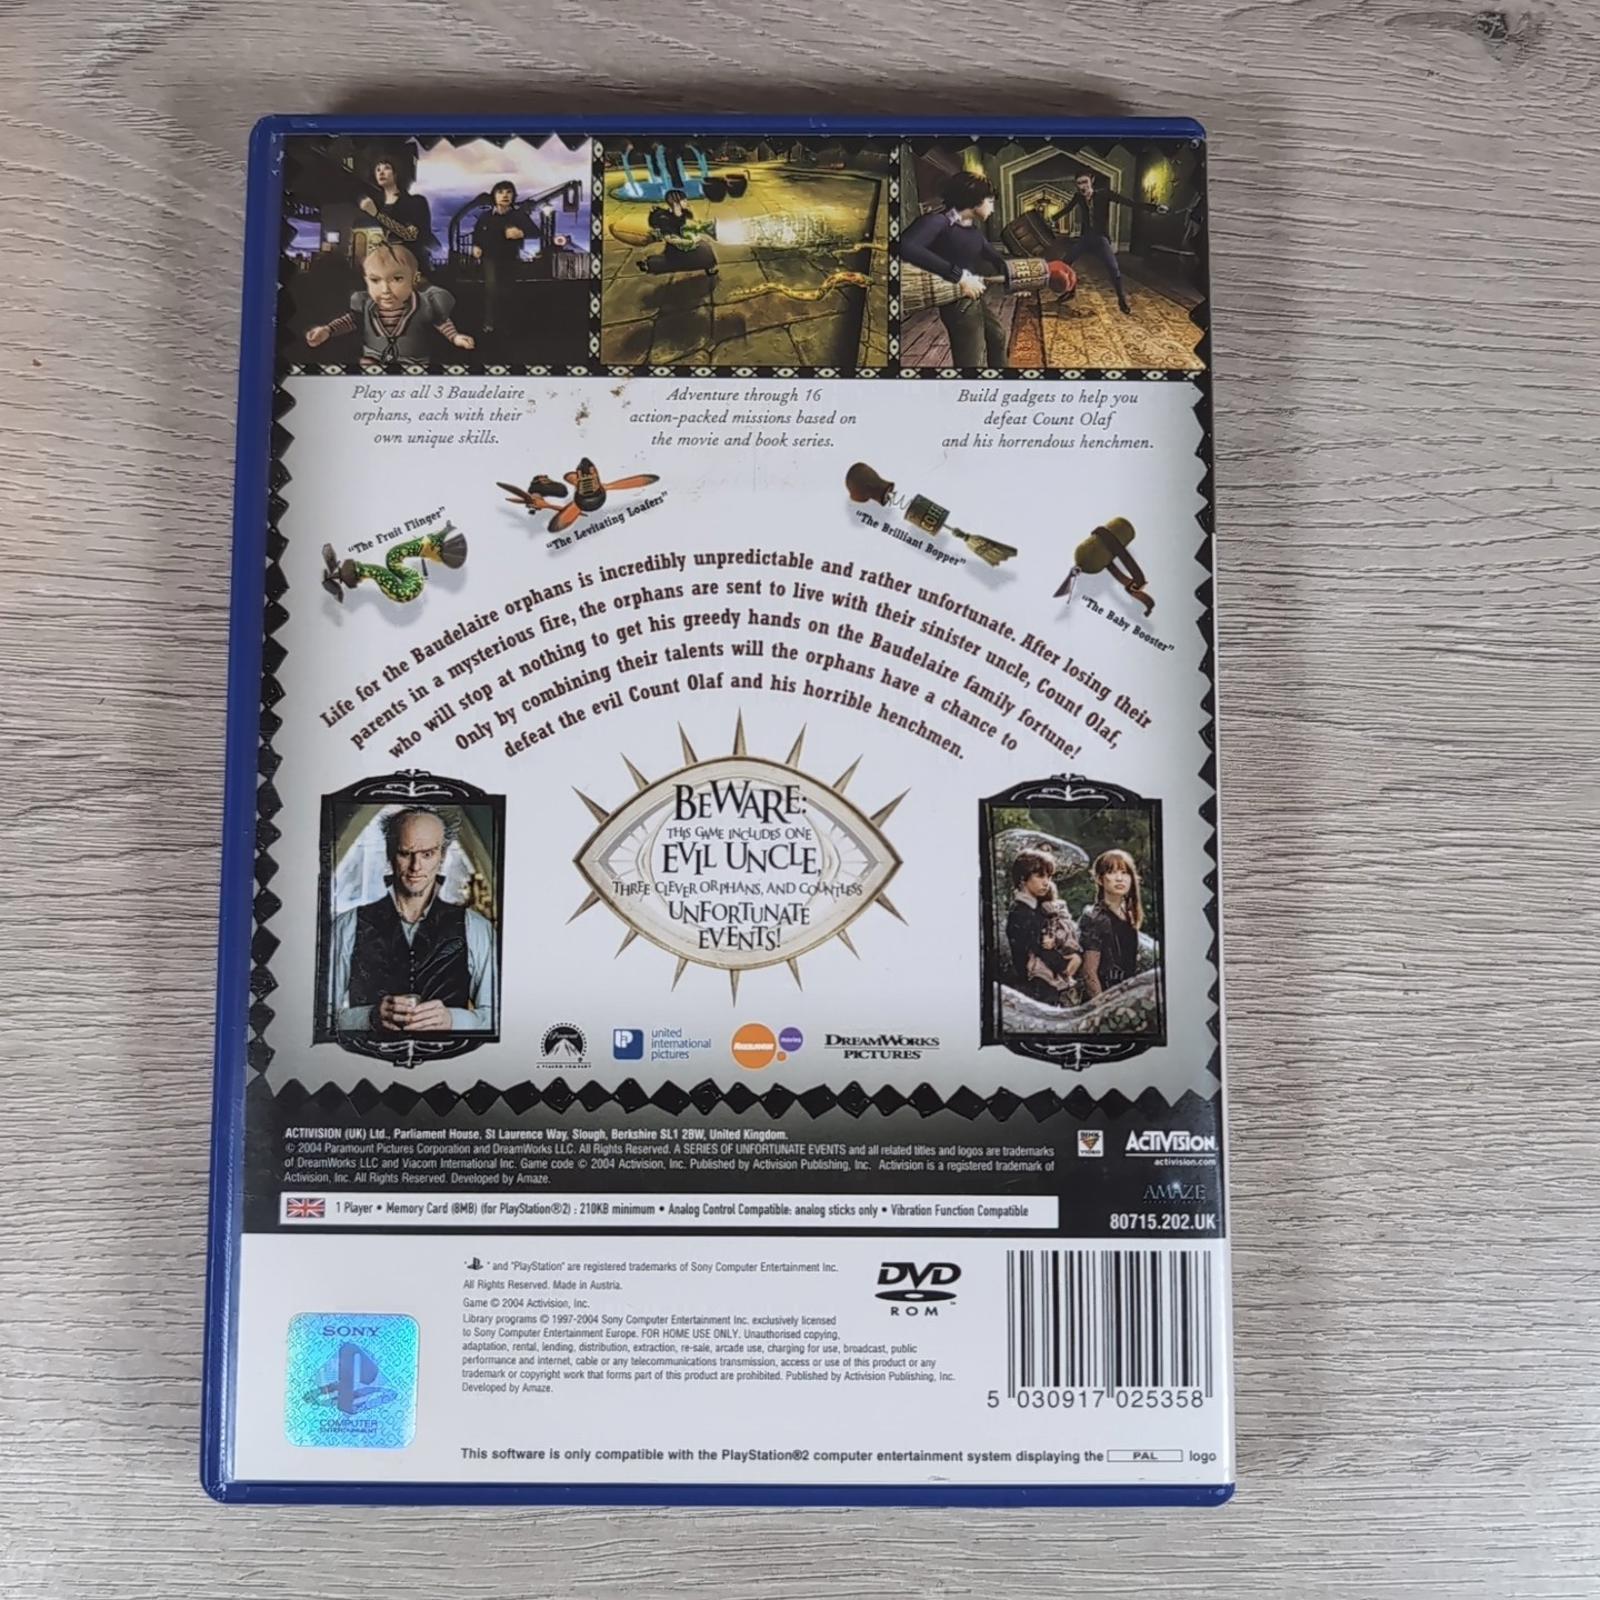 Play as all 3 Baudelaire
orphans, each with their
own unique skills.
Adventure through 16
action-packed missions based on
the movie and book series.
Build gadgets to help you
defeat Count Olaf
and his horrendous henchmen.
"The Fruit Flinger"
"The Levitating Loafers"
"The Brilliant Bopper"
"The Baby Booster"
Life for the Baudelaire orphans is incredibly unpredictable and rather unfortunate. After losing their
parents in a mysterious fire, the orphans are sent to live with their sinister uncle, Count Olaf,
who will stop at nothing to get his greedy hands on the Baudelaire family fortune!
Only by combining their talents will the orphans have a chance to
defeat the evil Count Olaf and his horrible henchmen.
BEWARE:
THIS GAME INCLUDES ONE
EVIL UNCLE,
THREE CLEVER ORPHANS, AND COUNTLESS
UNFORTUNATE
EVENTS!
united
international
pictures
NICKELODEON
movies
DREAMWORKS
PICTURES
ACTIVISION (UK) Ltd., Parliament House, St Laurence Way, Slough, Berkshire SL1 2BW, United Kingdom.
© 2004 Paramount Pictures Corporation and DreamWorks LLC. All Rights Reserved. A SERIES OF UNFORTUNATE EVENTS and all related titles and logos are trademarks
of DreamWorks LLC and Viacom International Inc. Game code © 2004 Activision, Inc. Published by Activision Publishing, Inc. Activision is a registered trademark of
Activision, Inc. All Rights Reserved. Developed by Amaze.
BINK
VIDEO
ACTIVISION
activision.com
AMAZE
80715.202.UK
1 Player • Memory Card (8MB) (for PlayStation®2) : 210KB minimum • Analog Control Compatible: analog sticks only • Vibration Function Compatible
" " and "PlayStation" are registered trademarks of Sony Computer Entertainment Inc.
All Rights Reserved. Made in Austria.
Game © 2004 Activision, Inc.
Library programs © 1997-2004 Sony Computer Entertainment Inc. exclusively licensed
to Sony Computer Entertainment Europe. FOR HOME USE ONLY. Unauthorised copying,
adaptation, rental, lending, distribution, extraction, re-sale, arcade use, charging for use, broadcast, public
performance and internet, cable or any telecommunications transmission, access or use of this product or any
trademark or copyright work that forms part of this product are prohibited. Published by Activision Publishing, Inc.
Developed by Amaze.
DVD
ROM
SONY
COMPUTER
ENTERTAINMENT
5 030917 025358
This software is only compatible with the PlayStation®2 computer entertainment system displaying the PAL logo